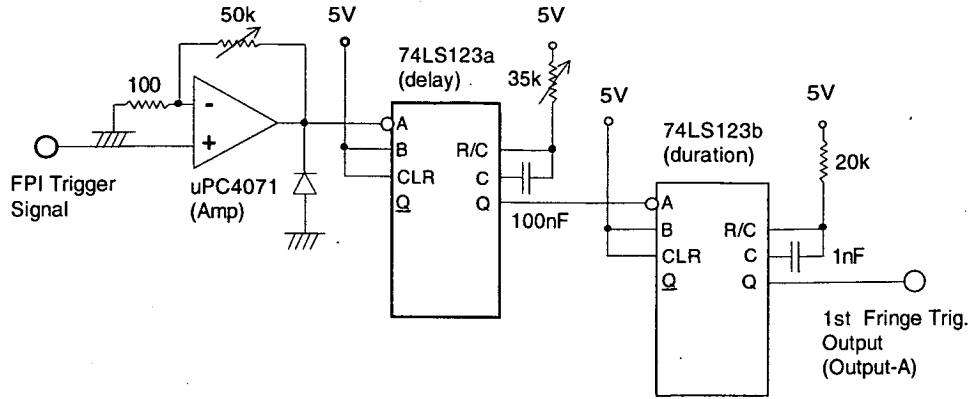 50k
5V
5V
74LS123a
(delay)
35k
100
-
+
FPI Trigger
Signal
uPC4071
(Amp)
A
B
CLR
Q
R/C
C
Q
100nF
5V
5V
74LS123b
(duration)
20k
A
B
CLR
Q
R/C
C
Q
1nF
1st Fringe Trig.
Output
(Output-A)